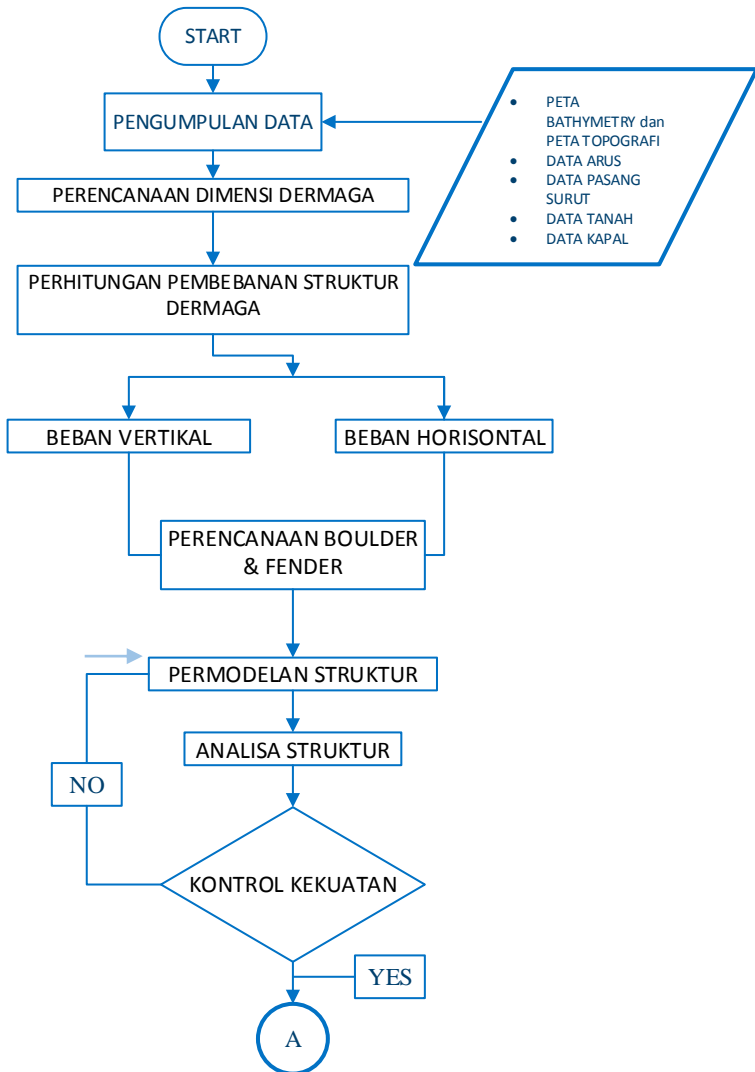 START
PENGUMPULAN DATA
• PETA
BATHYMETRY dan
PETA TOPOGRAFI
• DATA ARUS
• DATA PASANG
SURUT
• DATA TANAH
• DATA KAPAL
PERENCANAAN DIMENSI DERMAGA
PERHITUNGAN PEMBEBANAN STRUKTUR
DERMAGA
BEBAN VERTIKAL
BEBAN HORISONTAL
PERENCANAAN BOULDER
& FENDER
PERMODELAN STRUKTUR
ANALISA STRUKTUR
NO
KONTROL KEKUATAN
YES
A